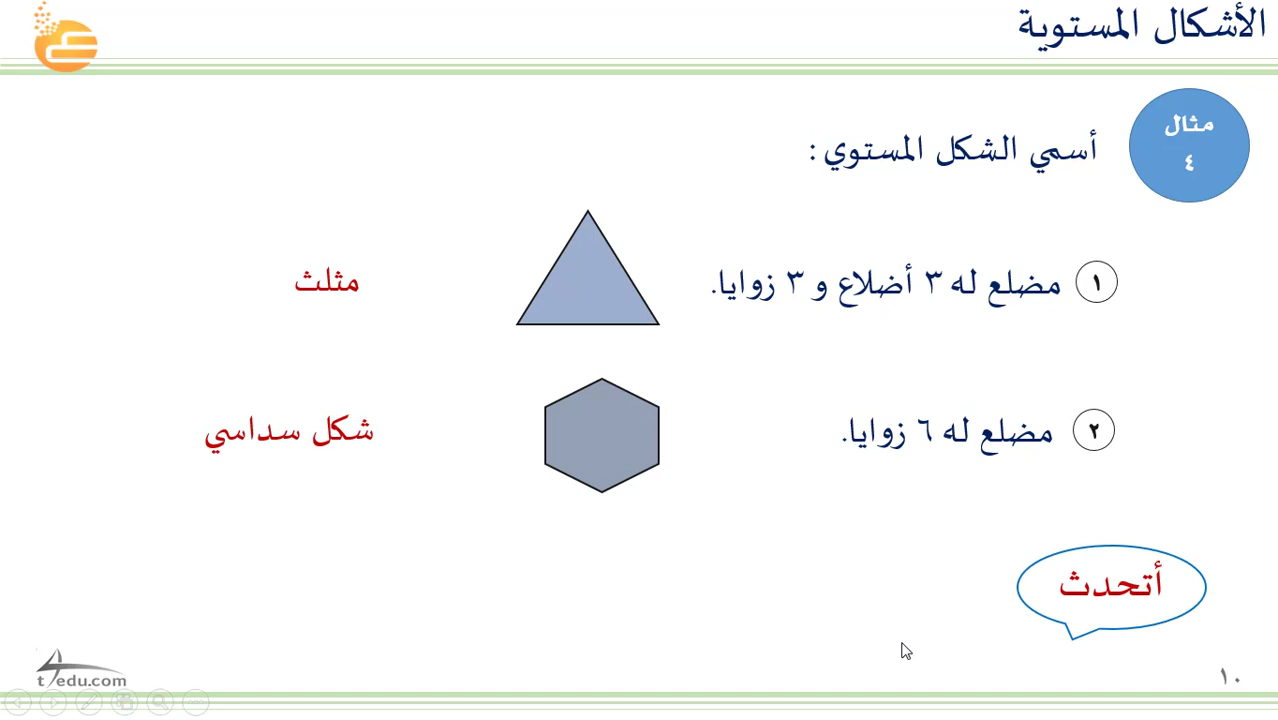 الأشكال المستوية
مثال
٤
أسمي الشكل المستوي :
١ مضلع له ٣ أضلاع و ٣ زوايا.
مثلث
٢ مضلع له ٦ زوايا.
شكل سداسي
أتحدث
١٠
t4edu.com